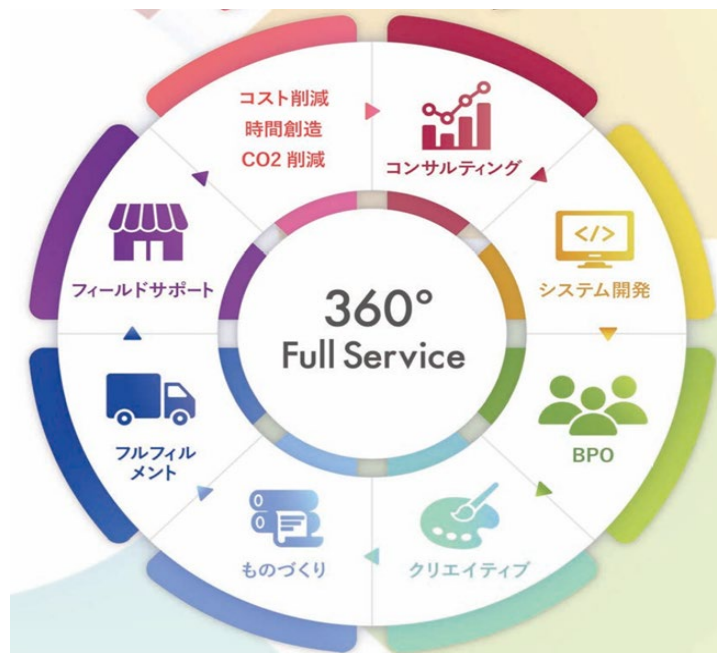 コスト削減
時間創造
CO2 削減
コンサルティング
</>
システム開発
BPO
クリエイティブ
ものづくり
フルフィル
メント
フィールドサポート
360°
Full Service